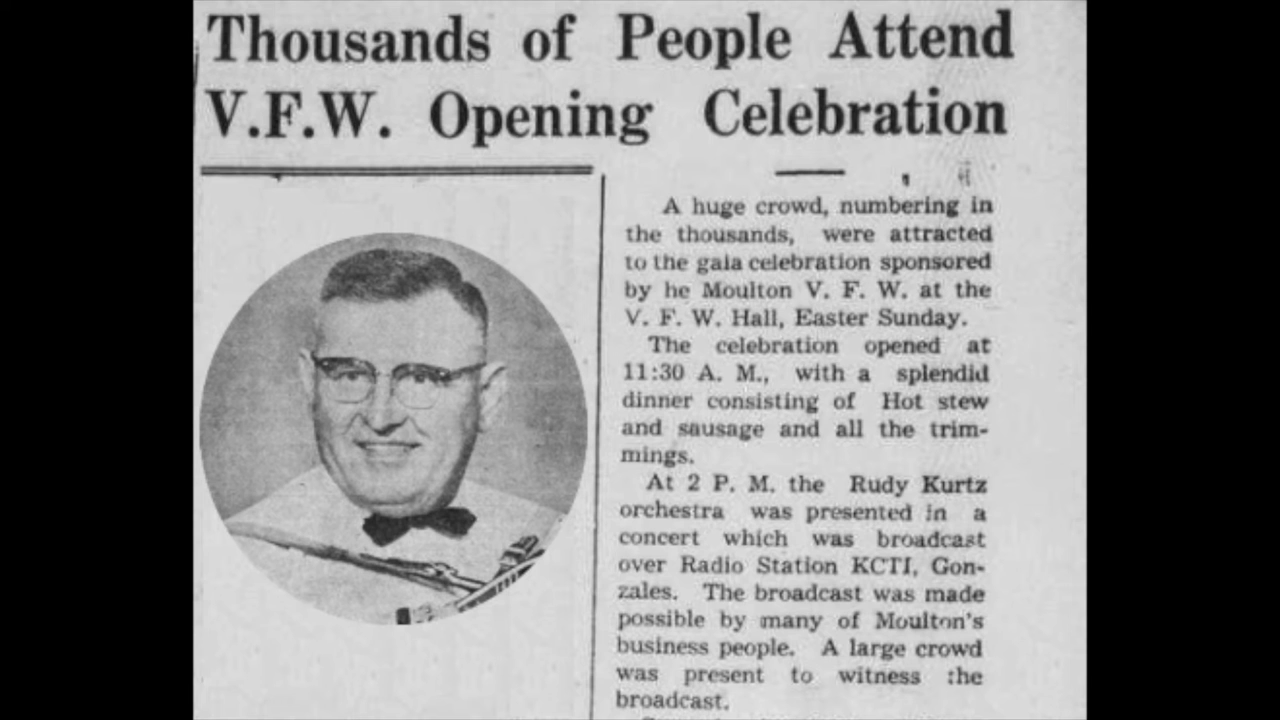 Thousands of People Attend
V.F.W. Opening Celebration
A huge crowd, numbering in
the thousands, were attracted
to the gala celebration sponsored
by he Moulton V. F. W. at the
V. F. W. Hall, Easter Sunday.
The celebration opened at
11:30 A. M., with a splendid
dinner consisting of Hot stew
and sausage and all the trim-
mings.
At 2 P. M. the Rudy Kurtz
orchestra was presented in a
concert which was broadcast
over Radio Station KCTI, Gon-
zales. The broadcast was made
possible by many of Moulton's
business people. A large crowd
was present to witness the
broadcast.